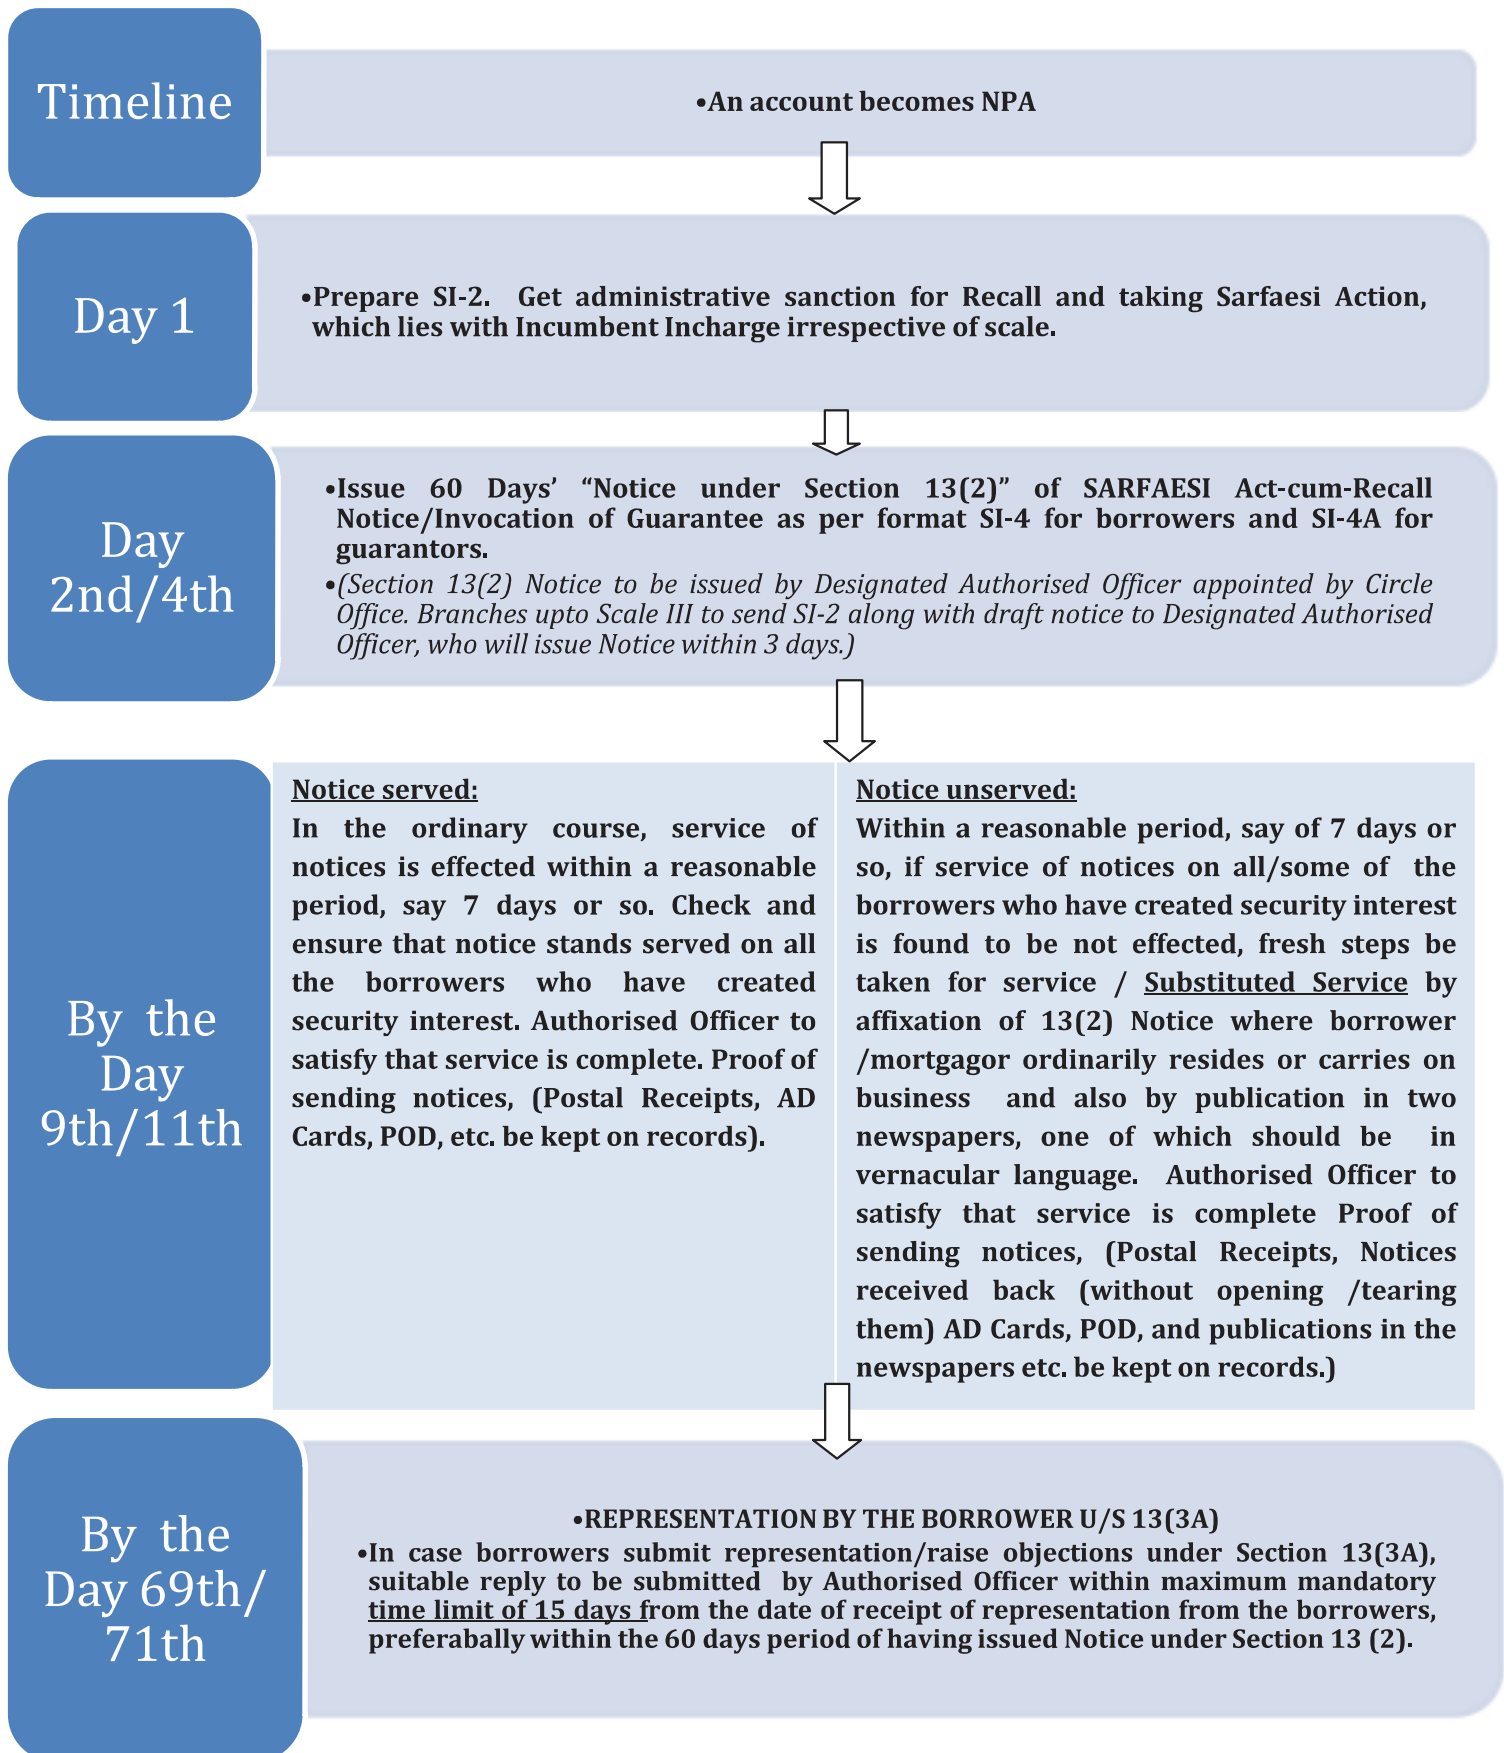 Timeline
•An account becomes NPA
Day 1
•Prepare SI-2. Get administrative sanction for Recall and taking Sarfaesi Action,
which lies with Incumbent Incharge irrespective of scale.
Day
2nd/4th
•Issue 60 Days’ “Notice under Section 13(2)” of SARFAESI Act-cum-Recall
Notice/Invocation of Guarantee as per format SI-4 for borrowers and SI-4A for
guarantors.
•(Section 13(2) Notice to be issued by Designated Authorised Officer appointed by Circle
Office. Branches upto Scale III to send SI-2 along with draft notice to Designated Authorised
Officer, who will issue Notice within 3 days.)
By the
Day
9th/11th
Notice served:
In the ordinary course, service of
notices is effected within a reasonable
period, say 7 days or so. Check and
ensure that notice stands served on all
the borrowers who have created
security interest. Authorised Officer to
satisfy that service is complete. Proof of
sending notices, (Postal Receipts, AD
Cards, POD, etc. be kept on records).
Notice unserved:
Within a reasonable period, say of 7 days or
so, if service of notices on all/some of the
borrowers who have created security interest
is found to be not effected, fresh steps be
taken for service / Substituted Service by
affixation of 13(2) Notice where borrower
/mortgagor ordinarily resides or carries on
business and also by publication in two
newspapers, one of which should be in
vernacular language. Authorised Officer to
satisfy that service is complete Proof of
sending notices, (Postal Receipts, Notices
received back (without opening /tearing
them) AD Cards, POD, and publications in the
newspapers etc. be kept on records.)
By the
Day 69th/
71th
•REPRESENTATION BY THE BORROWER U/S 13(3A)
•In case borrowers submit representation/raise objections under Section 13(3A),
suitable reply to be submitted by Authorised Officer within maximum mandatory
time limit of 15 days from the date of receipt of representation from the borrowers,
preferabally within the 60 days period of having issued Notice under Section 13 (2).